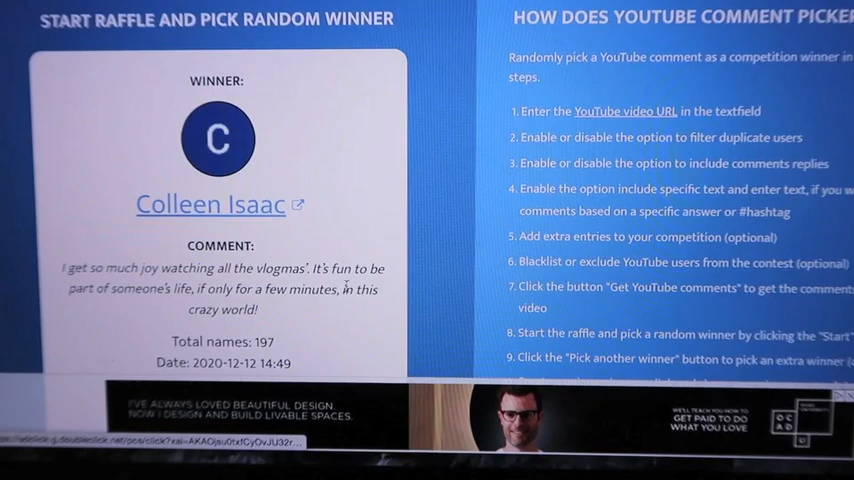 START RAFFLE AND PICK RANDOM WINNER
WINNER:
C
Colleen Isaac
COMMENT:
I get so much joy watching all the vlogmas'. It's fun to be
part of someone's life, if only for a few minutes, in this
crazy world!
Total names: 197
Date: 2020-12-12 14:49
HOW DOES YOUTUBE COMMENT PICKER
Randomly pick a YouTube comment as a competition winner in
steps.
1. Enter the YouTube video URL in the textfield
2. Enable or disable the option to filter duplicate users
3. Enable or disable the option to include comments replies
4. Enable the option include specific text and enter text, if you w
comments based on a specific answer or #hashtag
5. Add extra entries to your competition (optional)
6. Blacklist or exclude YouTube users from the contest (optional)
7. Click the button "Get YouTube comments" to get the comments
video
8. Start the raffle and pick a random winner by clicking the "Start"
9. Click the "Pick another winner" button to pick an extra winner
I'VE ALWAYS LOVED BEAUTIFUL DESIGN.
NOW I DESIGN AND BUILD LIVABLE SPACES.
WE'LL TEACH YOU HOW TO
GET PAID TO DO
WHAT YOU LOVE
OC
AD
U